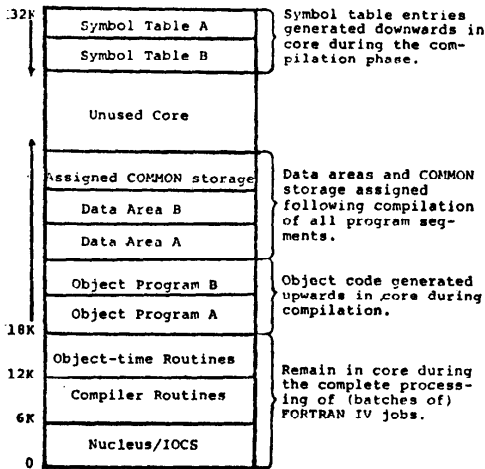 32K
Symbol Table A
Symbol Table B
Symbol table entries
generated downwards in
core during the com-
pilation phase.
Unused Core
Assigned COMMON storage
Data Area B
Data Area A
Data areas and COMMON
storage assigned
following compilation
of all program seg-
ments.
Object Program B
Object Program A
Object code generated
upwards in core during
compilation.
18K
Object-time Routines
12K
Compiler Routines
6K
Nucleus/IOCS
0
Remain in core during
the complete process-
ing of (batches of)
FORTRAN IV jobs.